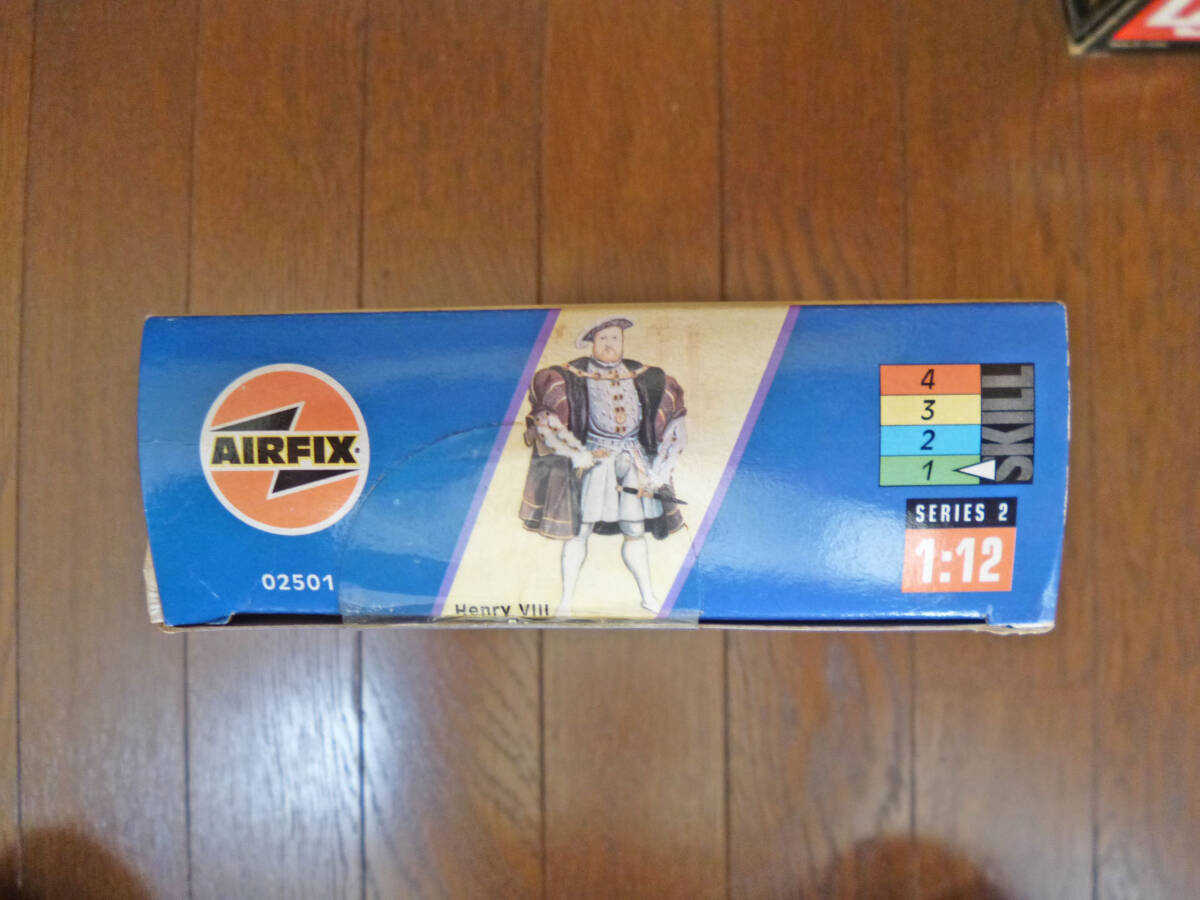 AIRFIX
02501
Henry VIII
4
3
2
1
SKILL
SERIES 2
1:12